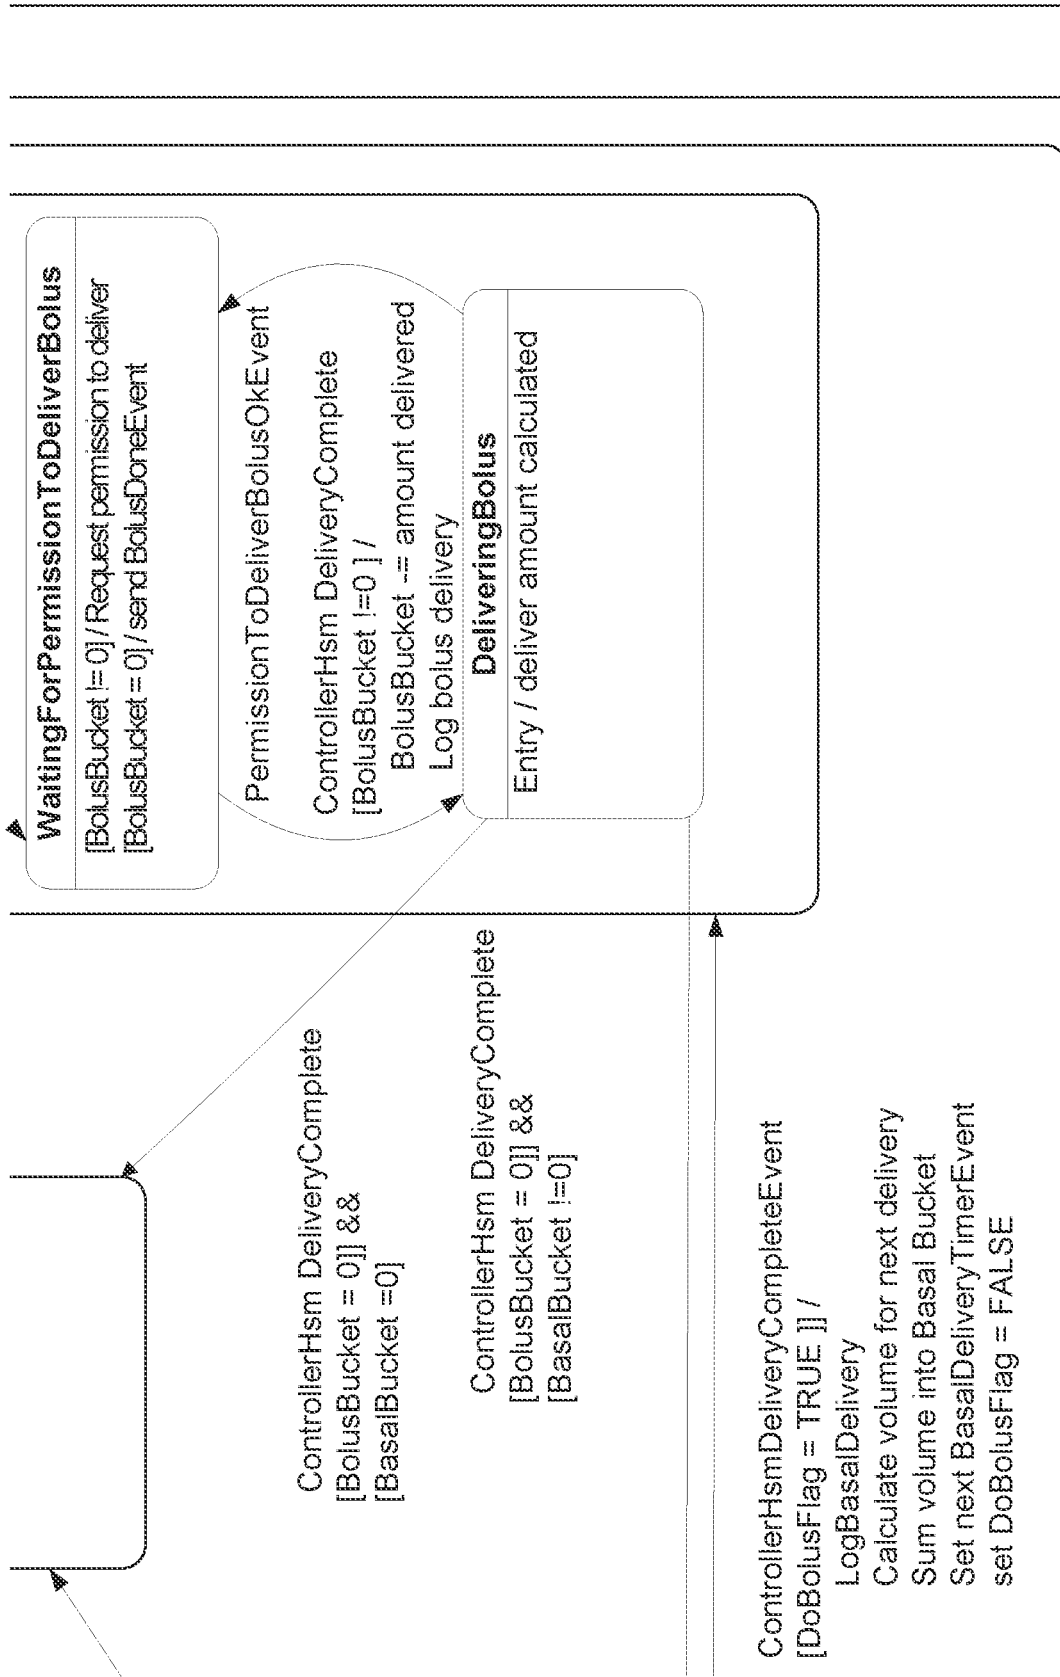 WaitingForPermissionToDeliverBolus
[BolusBucket != 0] / Request permission to deliver
[BolusBucket = 0] / send BolusDoneEvent
PermissionToDeliverBolusOkEvent
ControllerHsm DeliveryComplete
[BolusBucket !=0 ] /
BolusBucket -= amount delivered
Log bolus delivery
DeliveringBolus
Entry / deliver amount calculated
ControllerHsm DeliveryComplete
[BolusBucket = 0]] &&
[BasalBucket =0]
ControllerHsm DeliveryComplete
[BolusBucket = 0]] &&
[BasalBucket !=0]
ControllerHsmDeliveryCompleteEvent
[DoBolusFlag = TRUE ]] /
LogBasalDelivery
Calculate volume for next delivery
Sum volume into Basal Bucket
Set next BasalDeliveryTimerEvent
set DoBolusFlag = FALSE